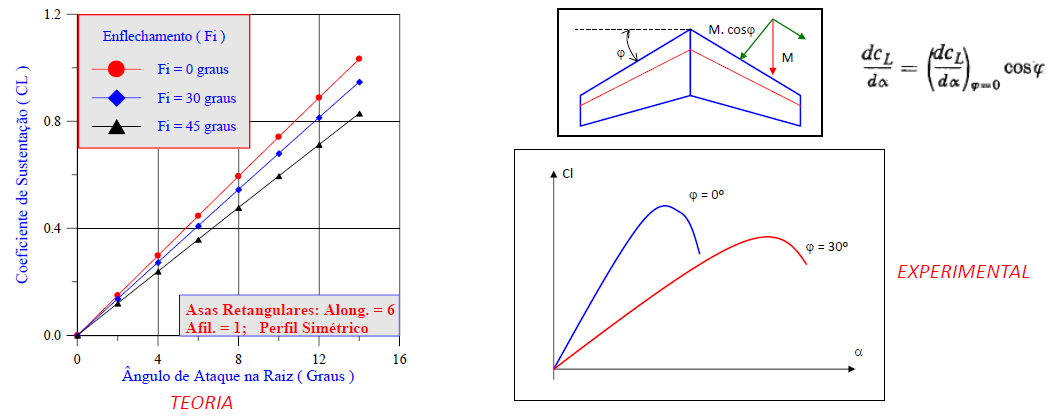 1.2
0.8
0.4
0.0
Coeficiente de Sustentação ( CL )
Enflechamento ( Fi )
Fi = 0 graus
Fi = 30 graus
Fi = 45 graus
Asas Retangulares: Along. = 6
Afil. = 1; Perfil Simétrico
0 4 8 12 16
Ângulo de Ataque na Raiz ( Graus )
TEORIA
φ
M. cosφ
M
dc_L/dα = (dc_L/dα)_φ=0 cosφ
Cl
φ = 0º
φ = 30º
α
EXPERIMENTAL